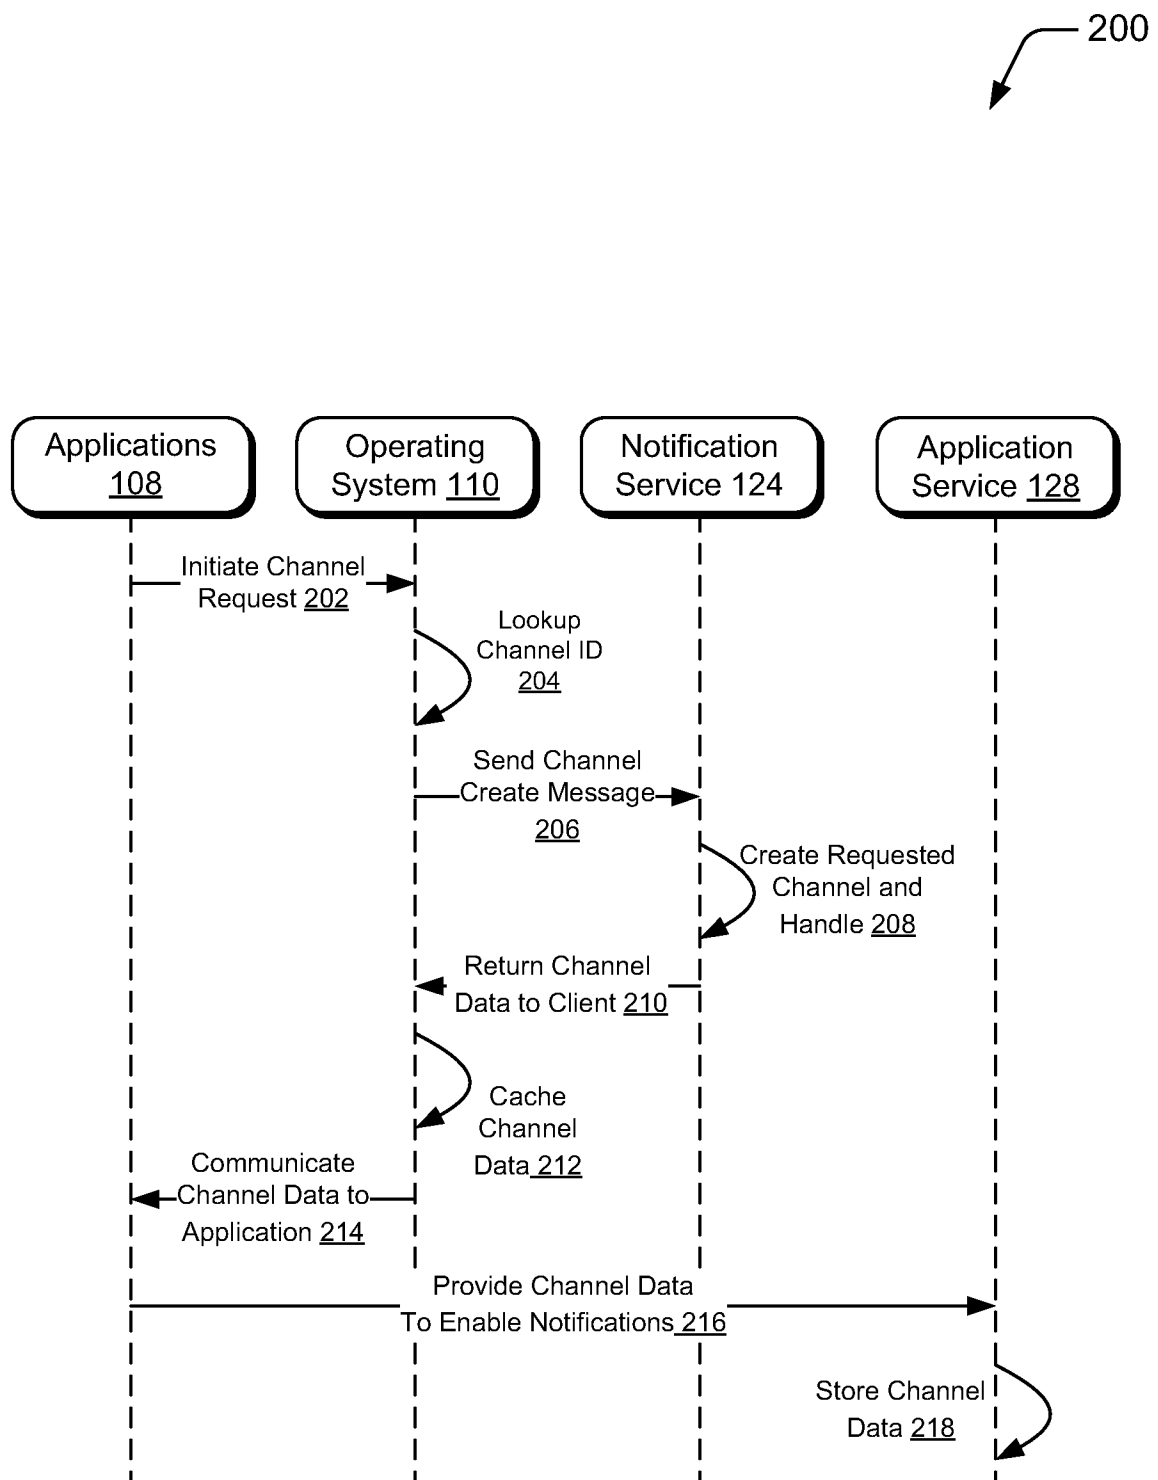 200
Applications
108
Operating
System 110
Notification
Service 124
Application
Service 128
Initiate Channel
Request 202
Lookup
Channel ID
204
Send Channel
Create Message
206
Create Requested
Channel and
Handle 208
Return Channel
Data to Client 210
Cache
Channel
Data 212
Communicate
Channel Data to
Application 214
Provide Channel Data
To Enable Notifications 216
Store Channel
Data 218